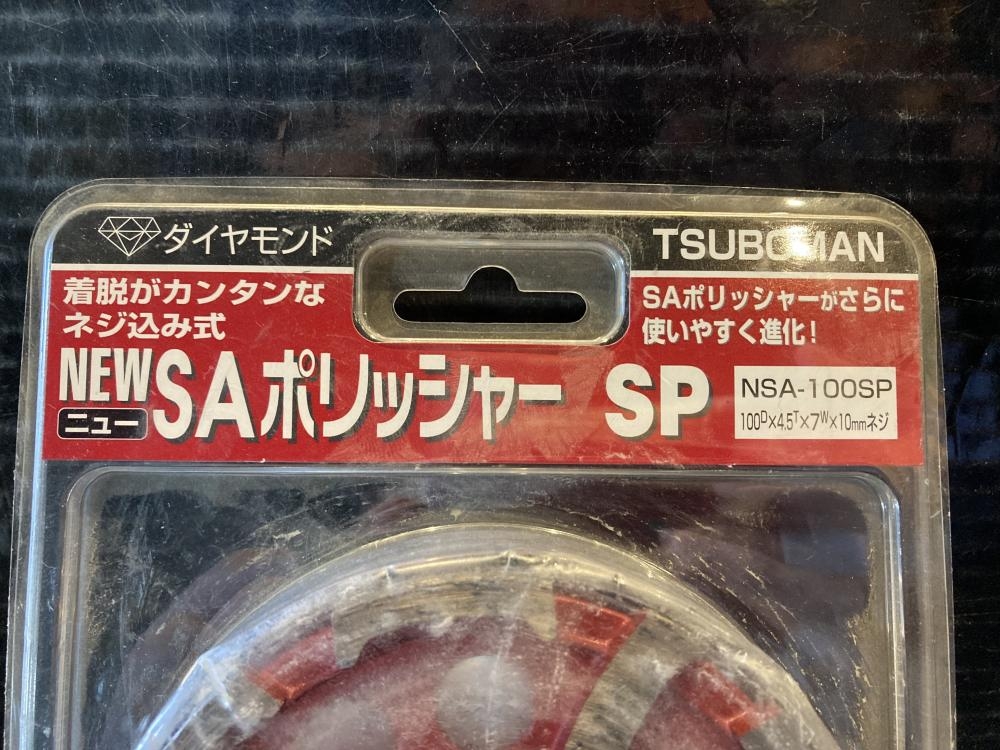 ダイヤモンド
TSUBOMAN
着脱がカンタンな
ネジ込み式
SAポリッシャーがさらに
使いやすく進化!
NEW
ニュー
SAポリッシャー SP
NSA-100SP
100ᴰ×4.5ᵀ×7ᵂ×10mmネジ